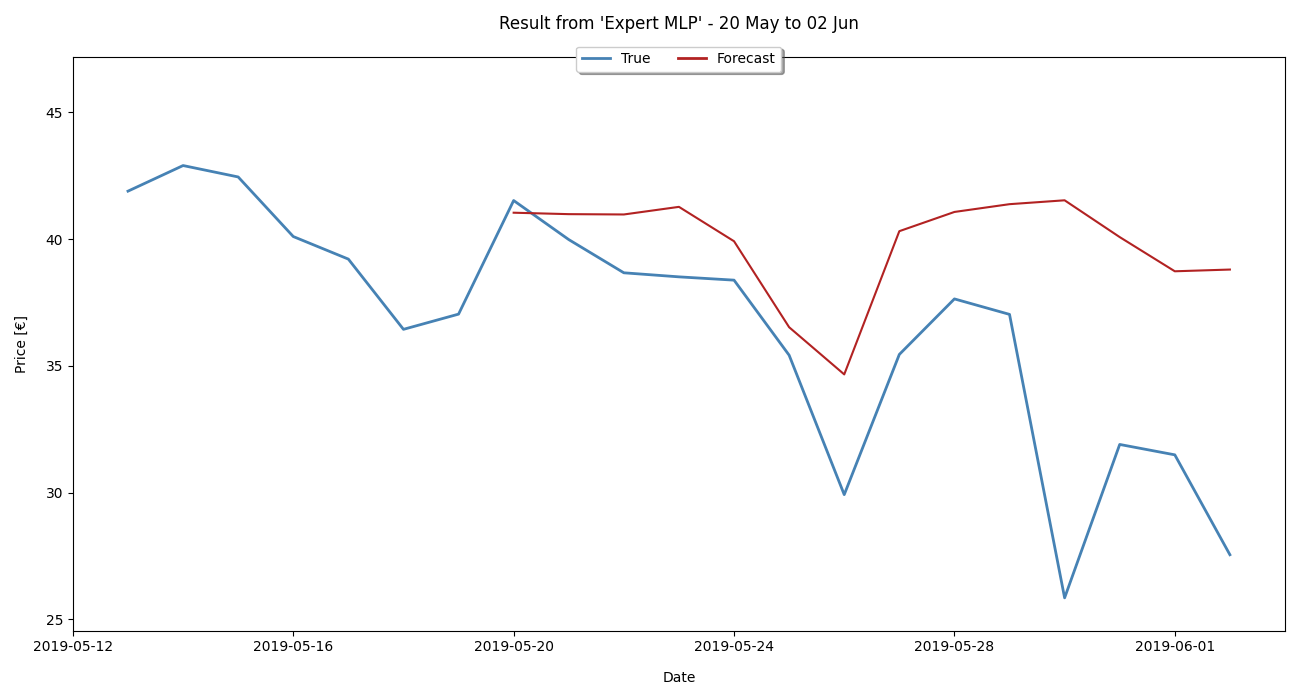 Result from 'Expert MLP' - 20 May to 02 Jun
True Forecast
45
40
35
30
25
Price [€]
2019-05-12 2019-05-16 2019-05-20 2019-05-24 2019-05-28 2019-06-01
Date